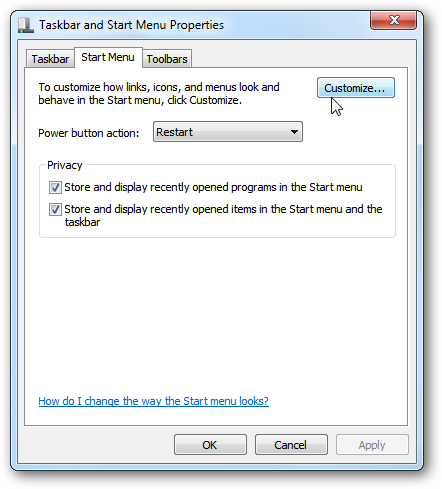 Taskbar and Start Menu Properties
Taskbar
Start Menu
Toolbars
To customize how links, icons, and menus look and
behave in the Start menu, click Customize.
Customize...
Power button action:
Restart
Privacy
Store and display recently opened programs in the Start menu
Store and display recently opened items in the Start menu and the
taskbar
How do I change the way the Start menu looks?
OK
Cancel
Apply